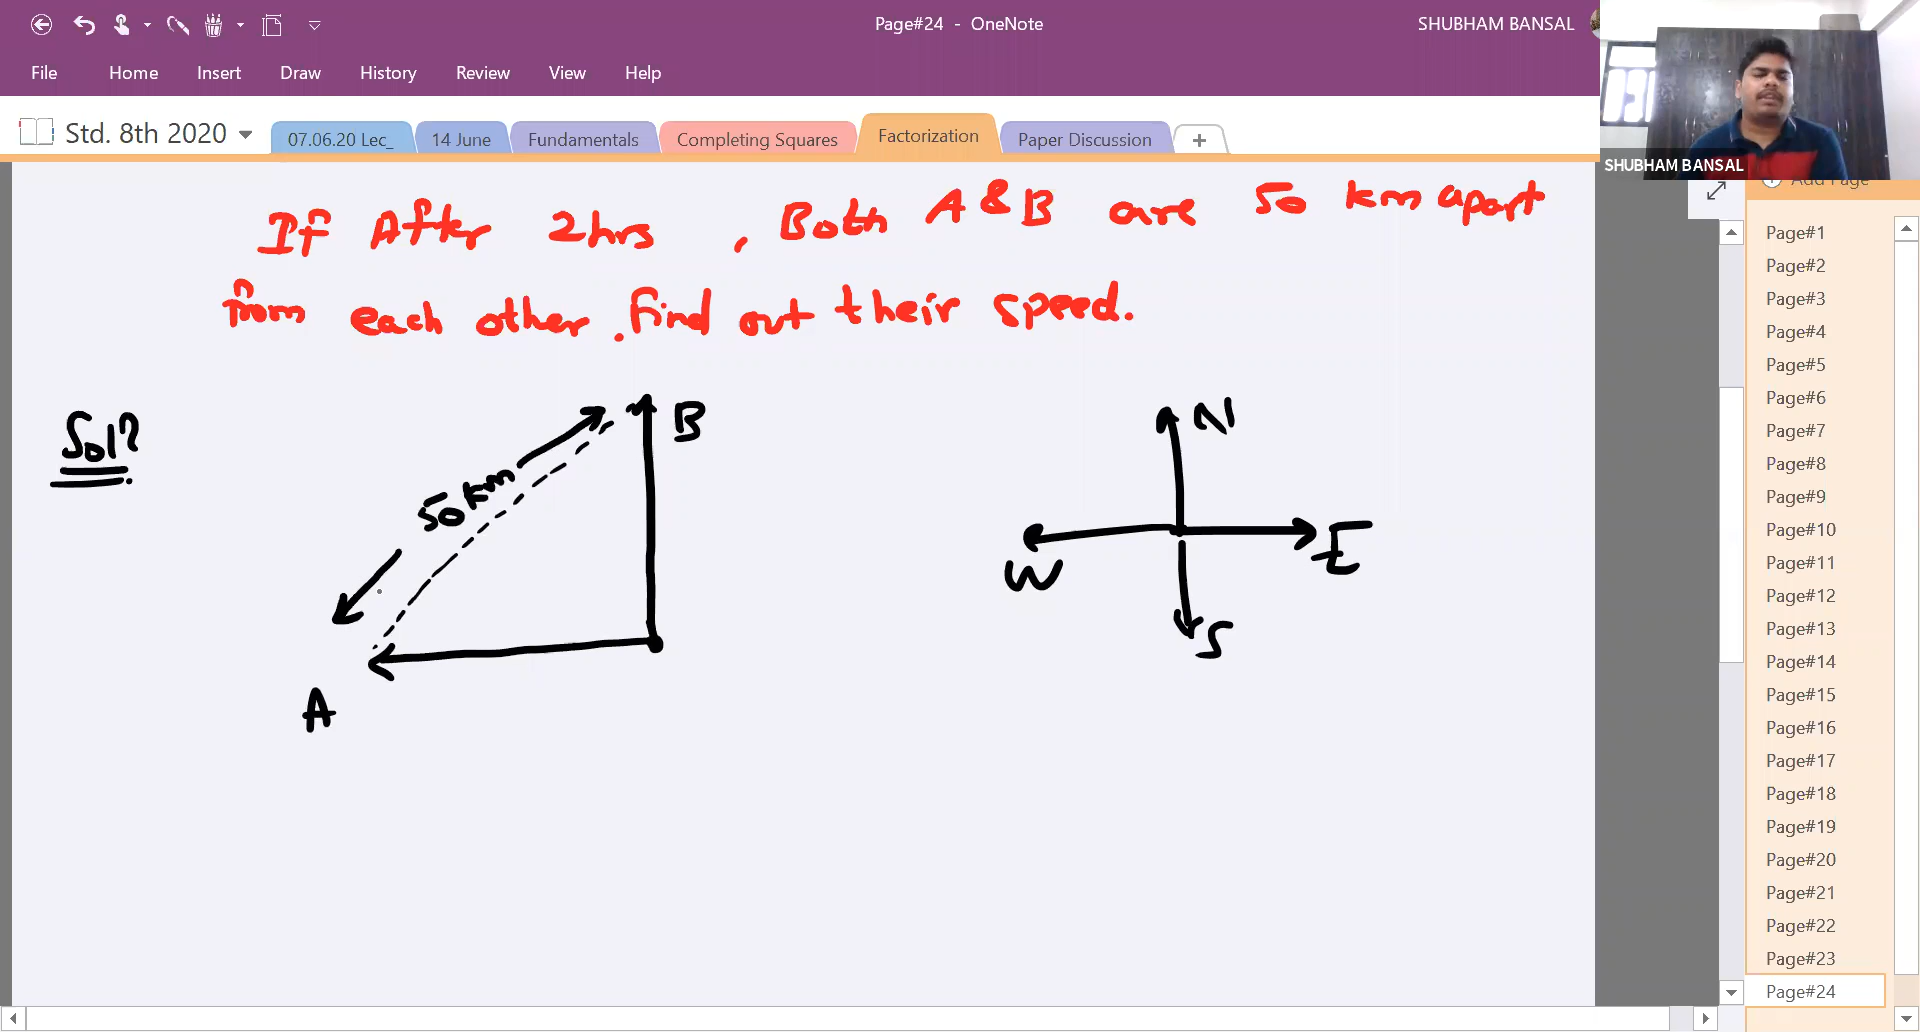 Page#24 - OneNote
SHUBHAM BANSAL
File Home Insert Draw History Review View Help
Std. 8th 2020
07.06.20 Lec_ 14 June Fundamentals Completing Squares Factorization Paper Discussion +
SHUBHAM BANSAL
Add Page
If After 2hrs , Both A & B are 50 km apart
from each other. Find out their speed.
Sol?
50 km
B
A
N
W
E
S
Page#1
Page#2
Page#3
Page#4
Page#5
Page#6
Page#7
Page#8
Page#9
Page#10
Page#11
Page#12
Page#13
Page#14
Page#15
Page#16
Page#17
Page#18
Page#19
Page#20
Page#21
Page#22
Page#23
Page#24